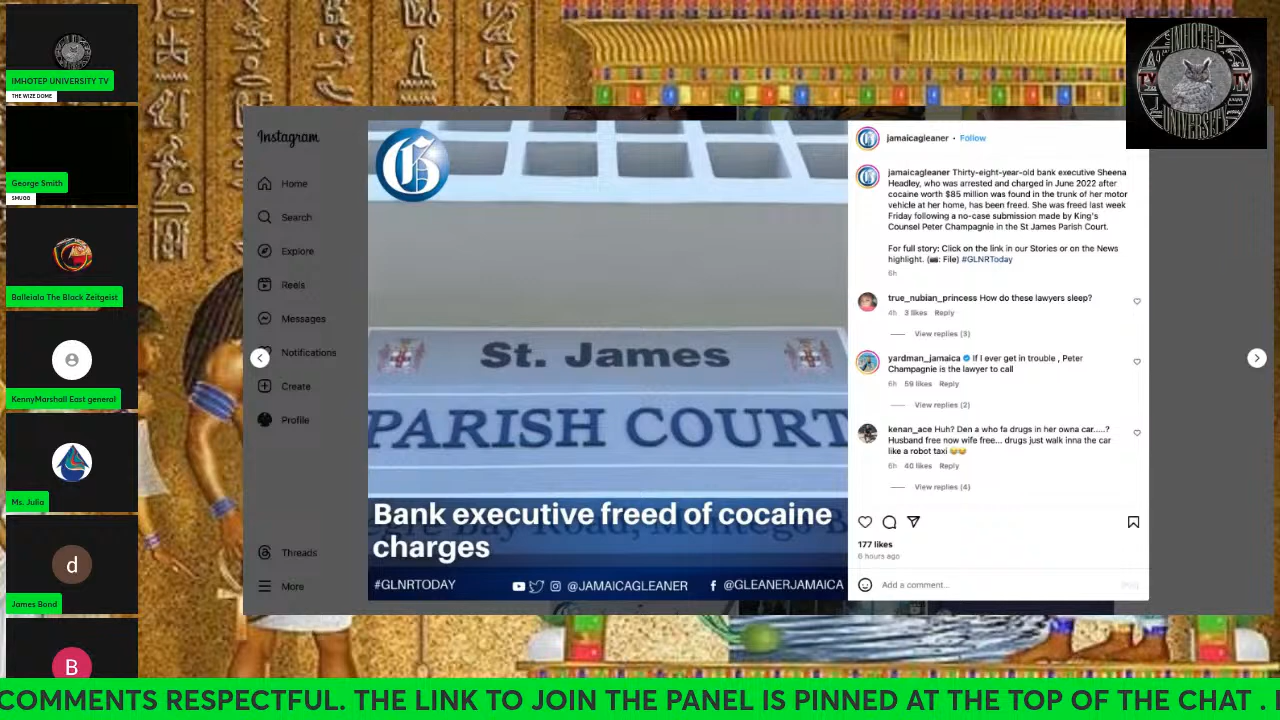 IMHOTEP UNIVERSITY TV
THE WIZE DOME
George Smith
SMUGG
Balleiala The Black Zeitgeist
KennyMarshall East general
Ms. Julia
d
James Bond
B
IMHOTEP
TV TV
UNIVERSITY
Instagram
Home
Search
Explore
Reels
Messages
Notifications
Create
Profile
Threads
More
G
St. James
PARISH COURT
Bank executive freed of cocaine
charges
#GLNRTODAY
@JAMAICAGLEANER
@GLEANERJAMAICA
jamaicagleaner • Follow
jamaicagleaner Thirty-eight-year-old bank executive Sheena
Headley, who was arrested and charged in June 2022 after
cocaine worth $85 million was found in the trunk of her motor
vehicle at her home, has been freed. She was freed last week
Friday following a no-case submission made by King's
Counsel Peter Champagnie in the St James Parish Court.
For full story: Click on the link in our Stories or on the News
highlight. (📷: File) #GLNRToday
6h
true_nubian_princess How do these lawyers sleep?
4h 3 likes Reply
View replies (3)
yardman_jamaica If I ever get in trouble , Peter
Champagnie is the lawyer to call
6h 59 likes Reply
View replies (2)
kenan_ace Huh? Den a who fa drugs in her owna car.....?
Husband free now wife free... drugs just walk inna the car
like a robot taxi 😂😂
6h 40 likes Reply
View replies (4)
177 likes
6 hours ago
Add a comment...
Post
COMMENTS RESPECTFUL. THE LINK TO JOIN THE PANEL IS PINNED AT THE TOP OF THE CHAT .